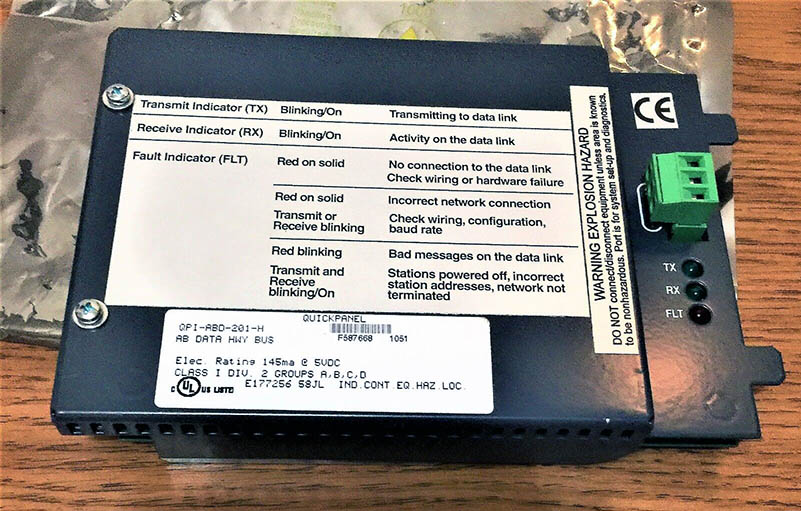 Transmit Indicator (TX) Blinking/On Transmitting to data link
Receive Indicator (RX) Blinking/On Activity on the data link
Fault Indicator (FLT) Red on solid No connection to the data link
Check wiring or hardware failure
Red on solid Incorrect network connection
Transmit or Check wiring, configuration,
Receive blinking baud rate
Red blinking Bad messages on the data link
Transmit and Stations powered off, incorrect
Receive station addresses, network not
blinking/On terminated
WARNING EXPLOSION HAZARD
DO NOT connect/disconnect equipment unless area is known
to be nonhazardous. Port is for system set-up and diagnostics,
CE
TX
RX
FLT
QUICKPANEL
QPI-ABD-201-H
AB DATA HWY BUS F587668 1051
Elec. Rating 145ma @ 5VDC
CLASS I DIV. 2 GROUPS A,B,C,D
C UL US LISTED E177256 58JL IND.CONT.EQ.HAZ.LOC.